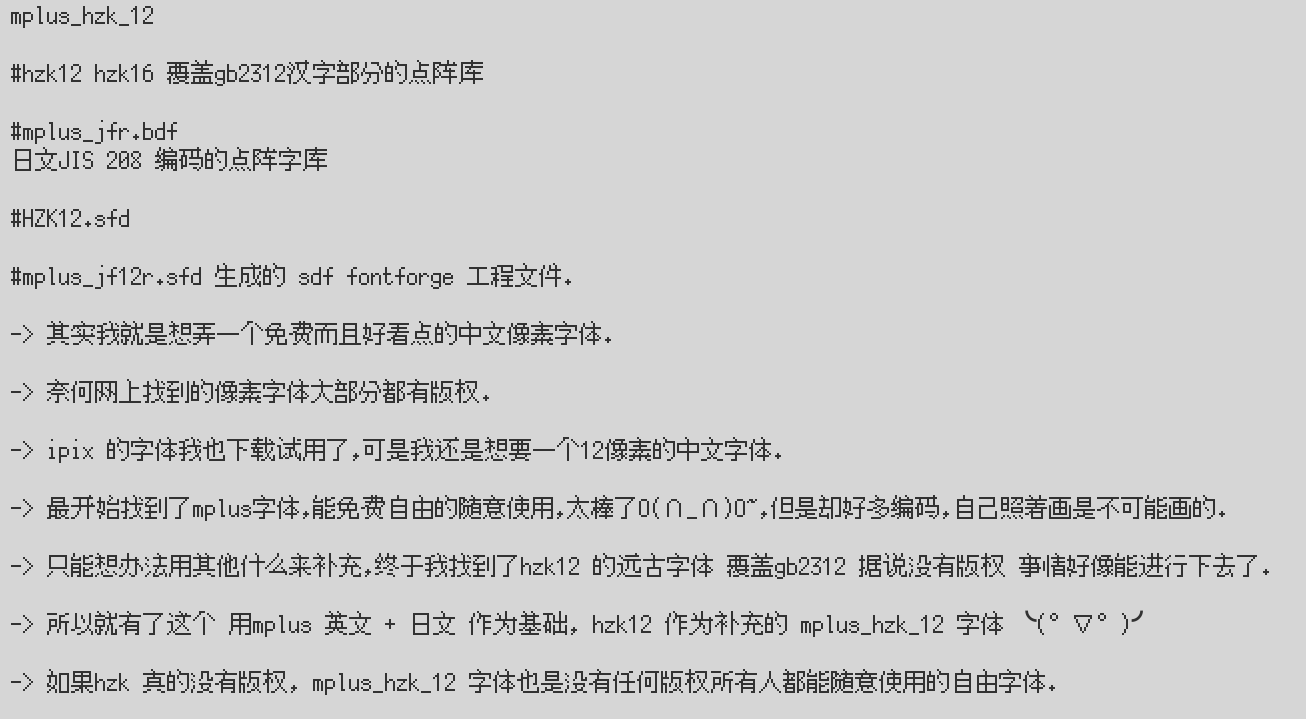 mplus_hzk_12
#hzk12 hzk16 覆盖gb2312汉字部分的点阵库
#mplus_jfr.bdf
日文JIS 208 编码的点阵字库
#HZK12.sfd
#mplus_jf12r.sfd 生成的 sdf fontforge 工程文件.
-> 其实我就是想弄一个免费而且好看点的中文像素字体.
-> 奈何网上找到的像素字体大部分都有版权.
-> ipix 的字体我也下载试用了,可是我还是想要一个12像素的中文字体.
-> 最开始找到了mplus字体,能免费自由的随意使用,太棒了O(∩_∩)O~,但是却好多编码,自己照着画是不可能画的.
-> 只能想办法用其他什么来补充,终于我找到了hzk12 的远古字体 覆盖gb2312 据说没有版权 事情好像能进行下去了.
-> 所以就有了这个 用mplus 英文 + 日文 作为基础, hzk12 作为补充的 mplus_hzk_12 字体 ╰(° ▽° )╯
-> 如果hzk 真的没有版权, mplus_hzk_12 字体也是没有任何版权所有人都能随意使用的自由字体.